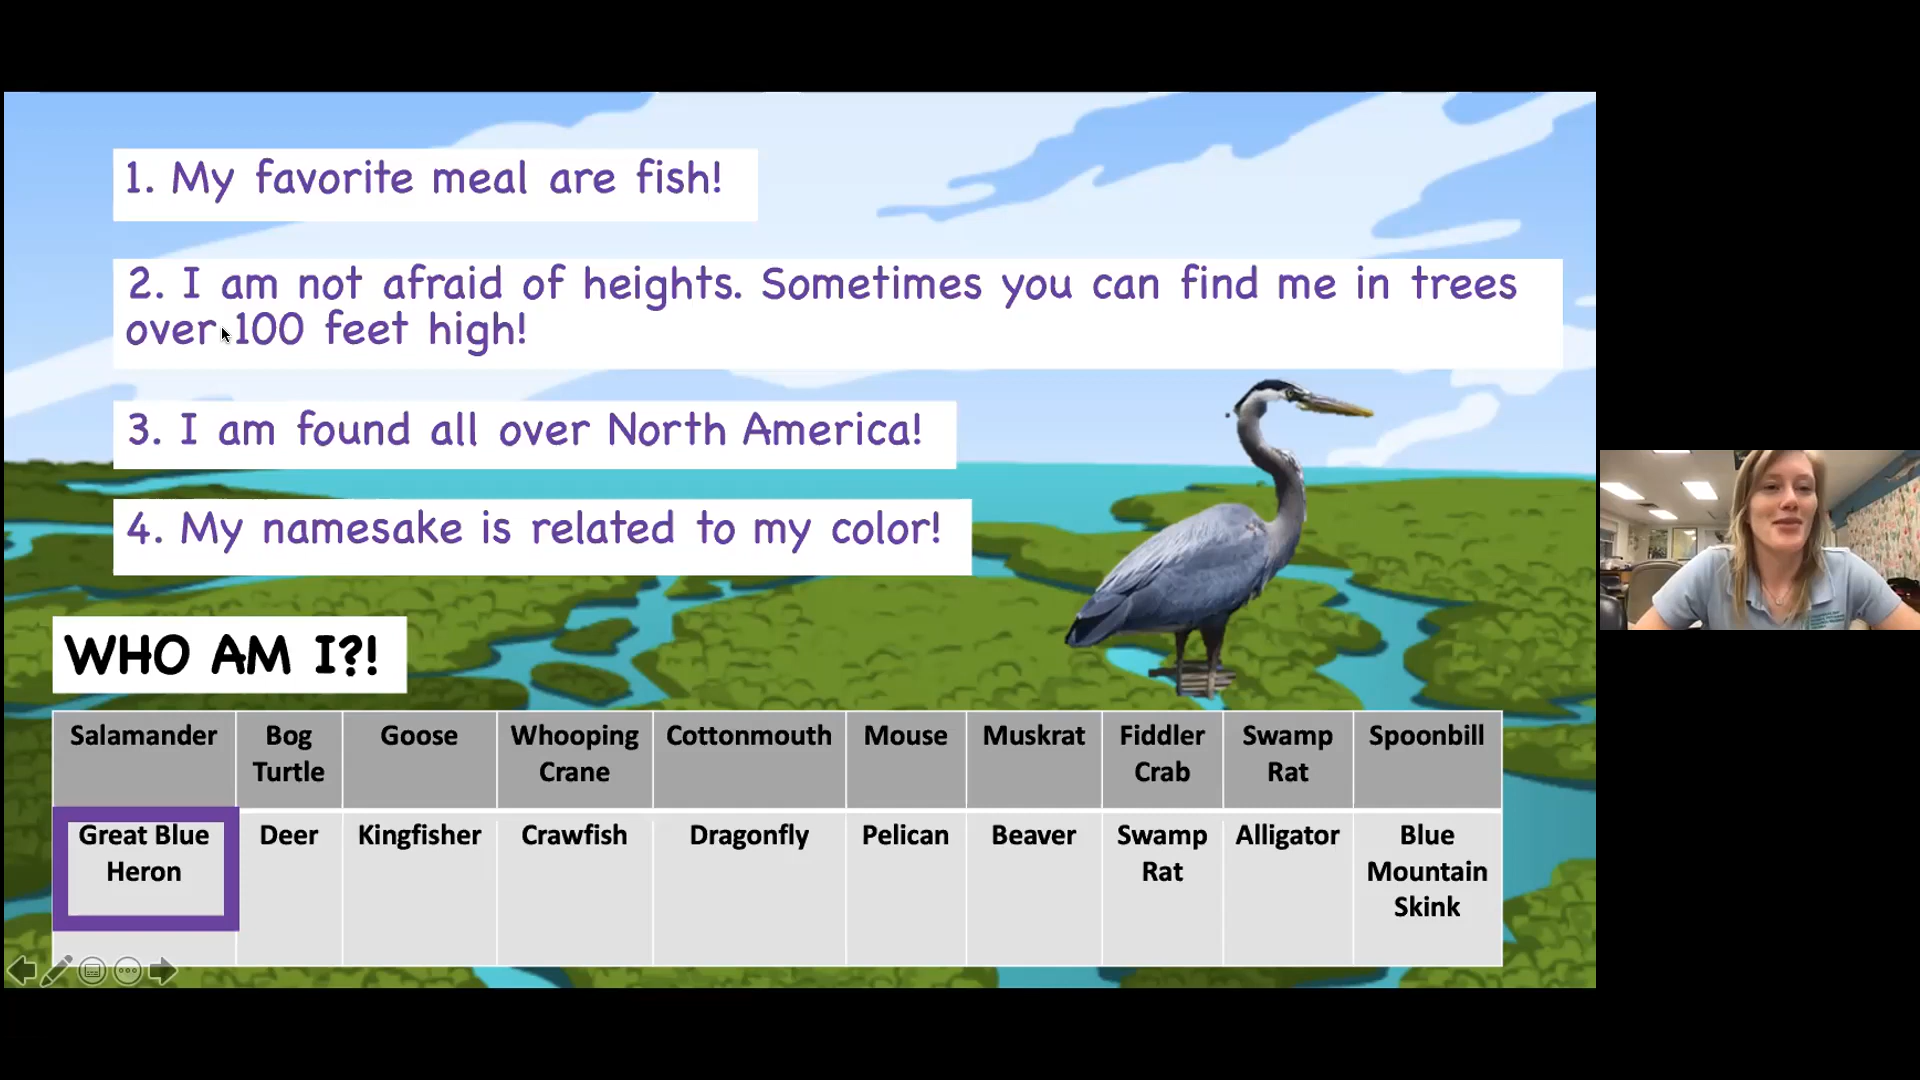 1. My favorite meal are fish!
2. I am not afraid of heights. Sometimes you can find me in trees
over 100 feet high!
3. I am found all over North America!
4. My namesake is related to my color!
WHO AM I?!
Salamander Bog Turtle Goose Whooping Crane Cottonmouth Mouse Muskrat Fiddler Crab Swamp Rat Spoonbill
Great Blue Heron Deer Kingfisher Crawfish Dragonfly Pelican Beaver Swamp Rat Alligator Blue Mountain Skink